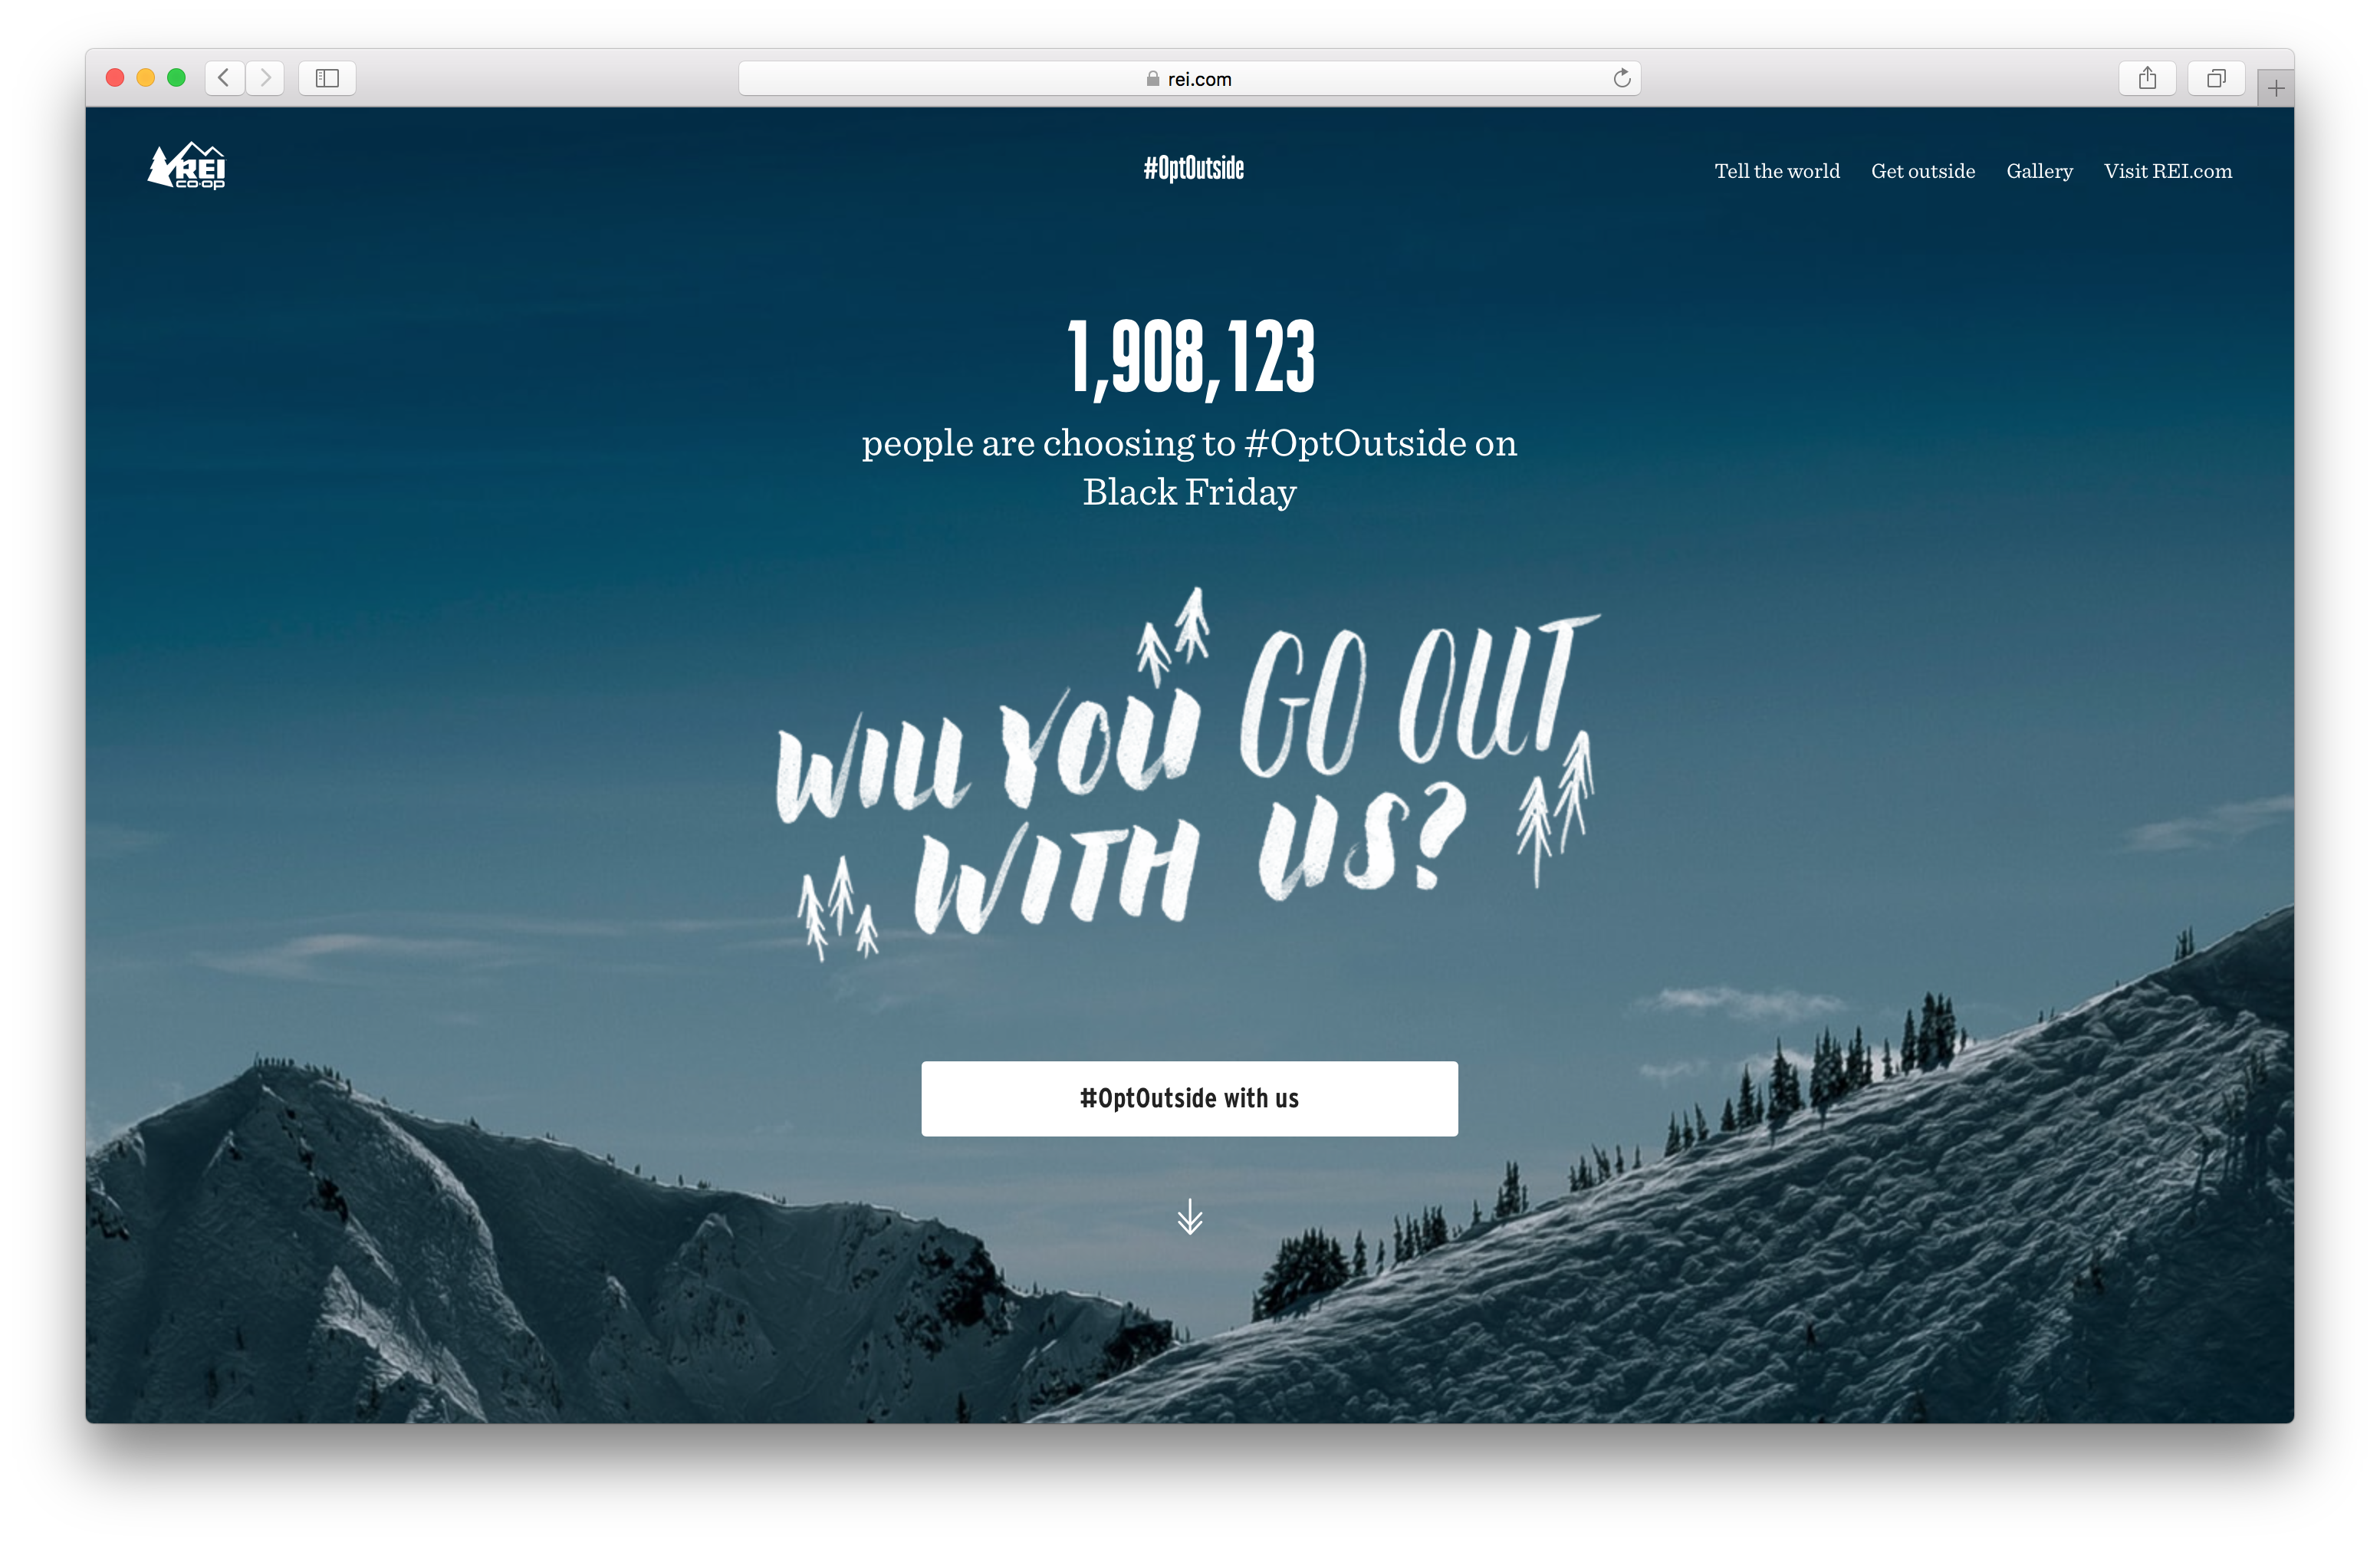 rei.com
REI
co·op
#OptOutside
Tell the world
Get outside
Gallery
Visit REI.com
1,908,123
people are choosing to #OptOutside on
Black Friday
WILL YOU GO OUT
WITH US?
#OptOutside with us